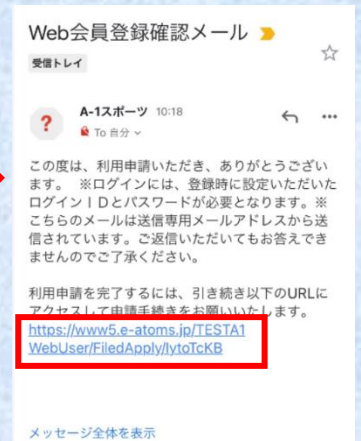 Web会員登録確認メール
受信トレイ
A-1スポーツ 10:18
?
To 自分
この度は、利用申請いただき、ありがとうござい
ます。 ※ログインには、登録時に設定いただいた
ログインＩＤとパスワードが必要となります。※
こちらのメールは送信専用メールアドレスから送
信されています。ご返信いただいてもお答えでき
ませんのでご了承ください。
利用申請を完了するには、引き続き以下のURLに
アクセスして申請手続きをお願いいたします。
https://www5.e-atoms.jp/TESTA1
WebUser/FiledApply/IytoTcKB
メッセージ全体を表示